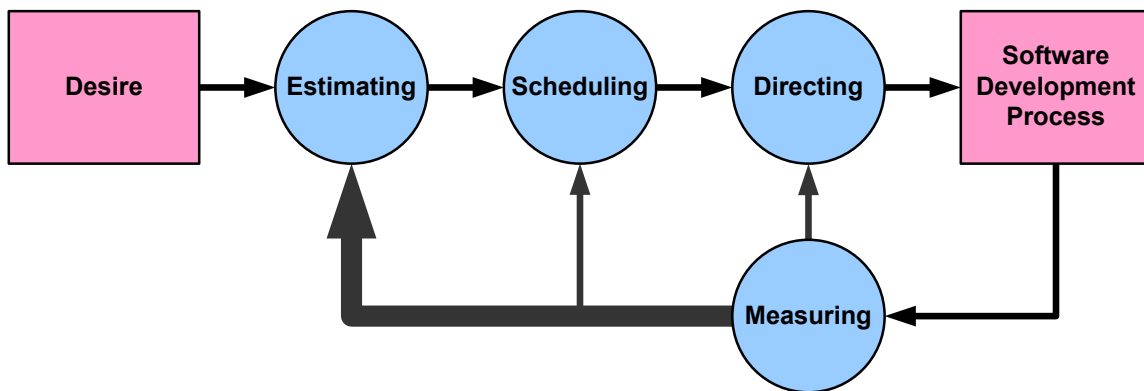 Desire
Estimating
Scheduling
Directing
Software
Development
Process
Measuring